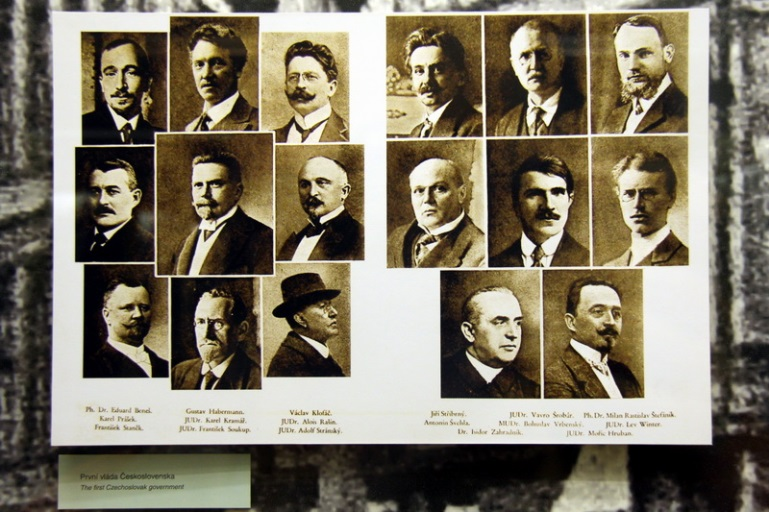 Ph. Dr. Eduard Beneš.
Karel Prášek.
František Staněk.
Gustav Habermann.
JUDr. Karel Kramář.
JUDr. František Soukup.
Václav Klofáč.
JUDr. Alois Rašín.
JUDr. Adolf Stránský.
Jiří Stříbrný. JUDr. Vavro Šrobár. Ph. Dr. Milan Rastislav Štefánik.
Antonín Švehla. MUDr. Bohuslav Vrbenský. JUDr. Lev Winter.
Dr. Isidor Zahradník. JUDr. Mořic Hruban.
První vláda Československa
The first Czechoslovak government